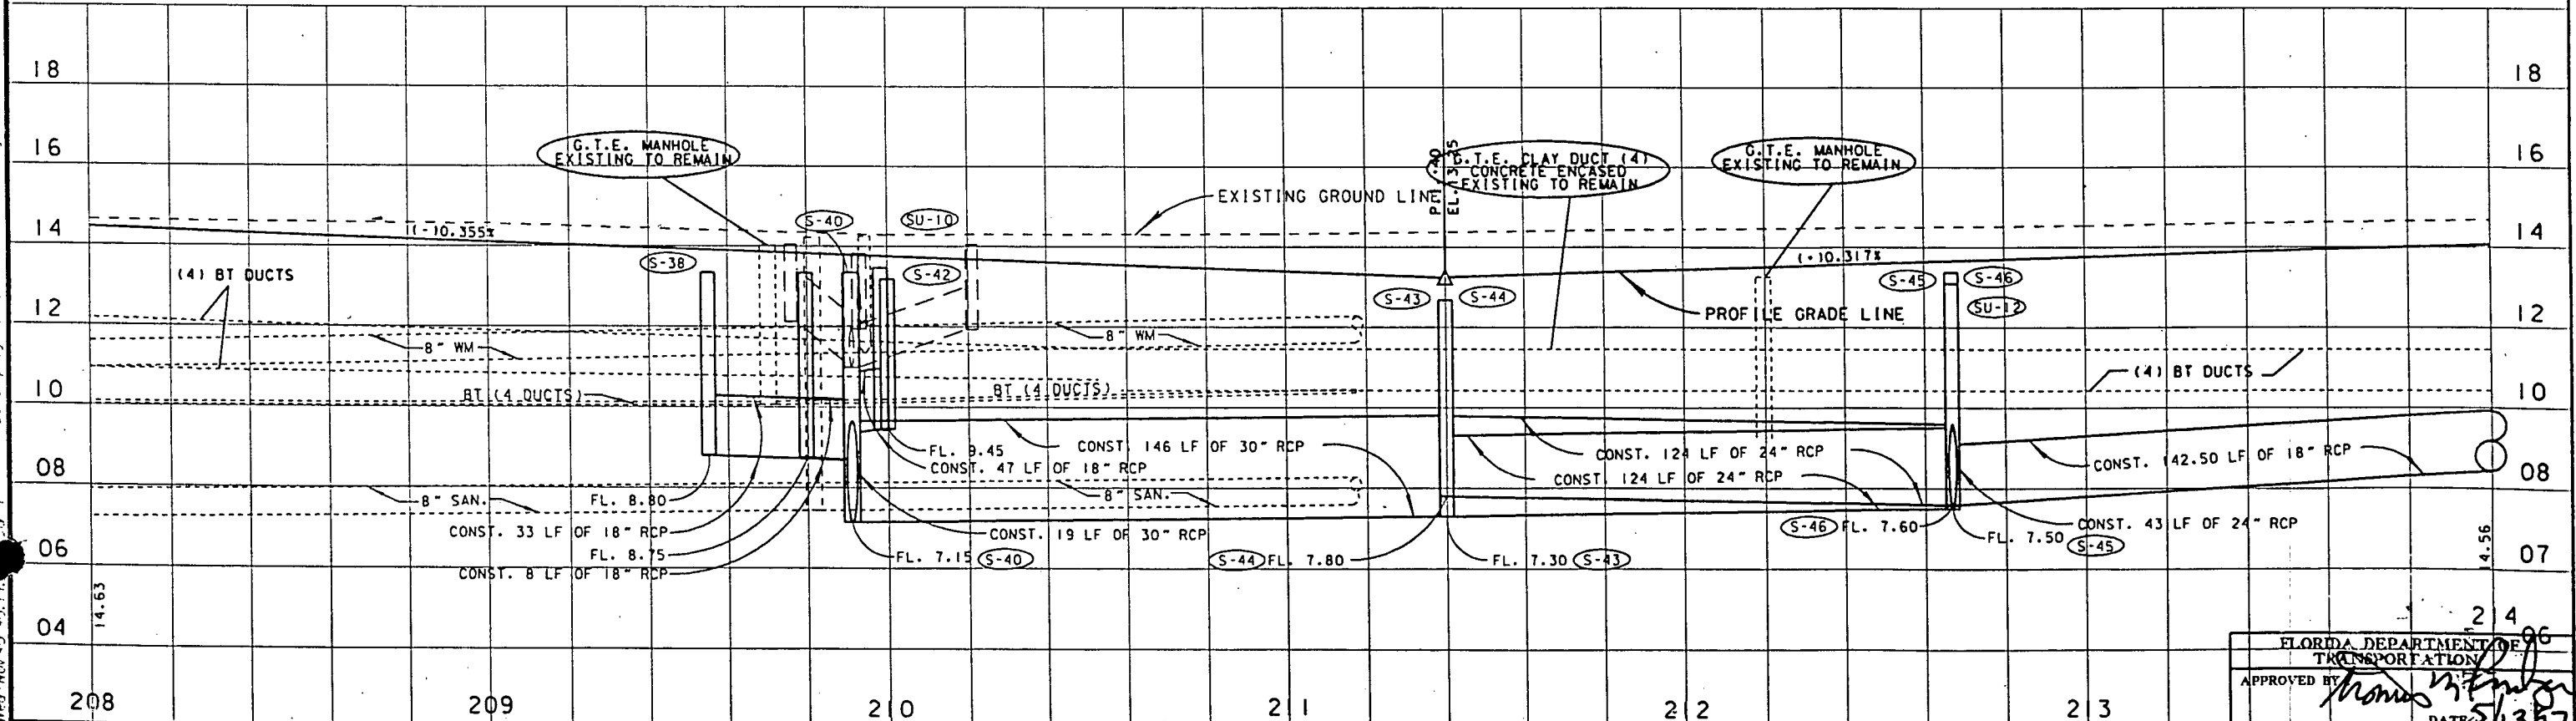 18
18
16
16
14
14
12
12
10
10
08
08
06
07
04
06
G.T.E. MANHOLE
EXISTING TO REMAIN
G.T.E. CLAY DUCT (4)
CONCRETE ENCASED
EXISTING TO REMAIN
G.T.E. MANHOLE
EXISTING TO REMAIN
EXISTING GROUND LINE
(-)0.355%
S-40
SU-10
S-38
S-42
(4) BT DUCTS
8" WM
8" WM
S-43
S-44
(+)0.317%
S-45
S-46
SU-12
PROFILE GRADE LINE
BT (4 DUCTS)
BT (4 DUCTS)
(4) BT DUCTS
FL. 9.45
CONST. 47 LF OF 18" RCP
CONST. 146 LF OF 30" RCP
CONST. 124 LF OF 24" RCP
CONST. 124 LF OF 24" RCP
CONST. 142.50 LF OF 18" RCP
8" SAN.
FL. 8.80
8" SAN.
CONST. 33 LF OF 18" RCP
FL. 8.75
CONST. 8 LF OF 18" RCP
CONST. 19 LF OF 30" RCP
FL. 7.15 S-40
S-44 FL. 7.80
FL. 7.30 S-43
S-46 FL. 7.60
FL. 7.50 S-45
CONST. 43 LF OF 24" RCP
14.63
14.56
208
209
210
211
212
213
214
FLORIDA DEPARTMENT OF
TRANSPORTATION
APPROVED BY
DATE